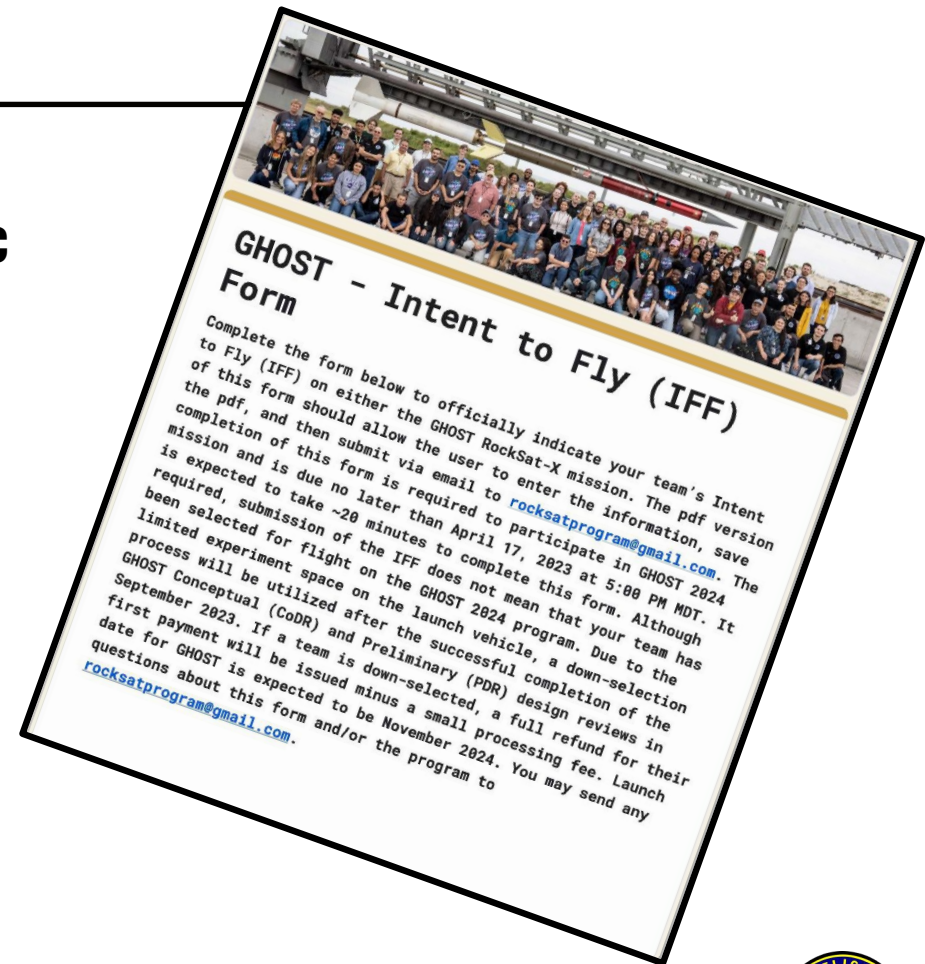 GHOST - Intent to Fly (IFF)
Form
Complete the form below to officially indicate your team's Intent
to Fly (IFF) on either the GHOST RockSat-X mission. The pdf version
of this form should allow the user to enter the information, save
the pdf, and then submit via email to rocksatprogram@gmail.com. The
completion of this form is required to participate in GHOST 2024
mission and is due no later than April 17, 2023 at 5:00 PM MDT. It
is expected to take ~20 minutes to complete this form. Although
required, submission of the IFF does not mean that your team has
been selected for flight on the GHOST 2024 program. Due to the
limited experiment space on the launch vehicle, a down-selection
process will be utilized after the successful completion of the
GHOST Conceptual (CoDR) and Preliminary (PDR) design reviews in
September 2023. If a team is down-selected, a full refund for their
first payment will be issued minus a small processing fee. Launch
date for GHOST is expected to be November 2024. You may send any
questions about this form and/or the program to
rocksatprogram@gmail.com.